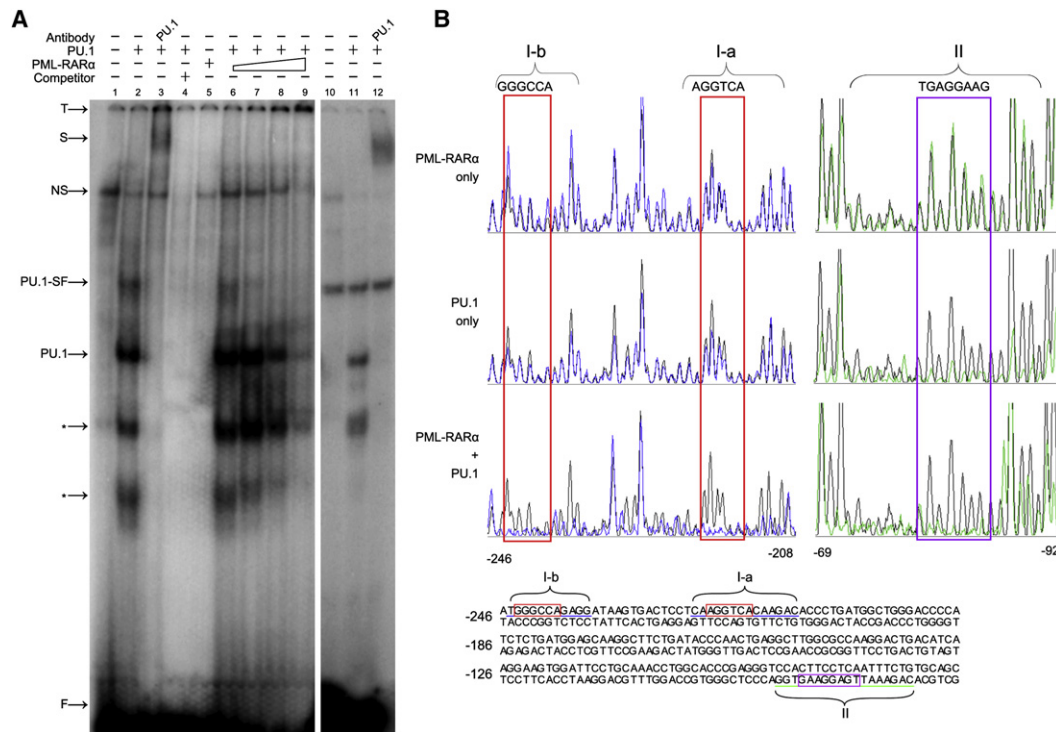 A
Antibody – – PU.1 – – – – – – – – PU.1
PU.1 – + + + – + + + + – + +
PML-RARα – – – – +
Competitor – – – + – – – – – – – –
1 2 3 4 5 6 7 8 9 10 11 12
T→
S→
NS→
PU.1-SF→
PU.1→
*→
*→
F→
B
I-b I-a II
GGGCCA AGGTCA TGAGGAAG
PML-RARα
only
PU.1
only
PML-RARα
+
PU.1
-246 -208 -69 -92
I-b I-a
-246 ATGGGCCAGAGGATAAGTGACTCCTCAAGGTCACAAGACACCCTGATGGCTGGGACCCCA
TACCCGGTCTCCTATTCACTGAGGAGTTCCAGTGTTCTGTGGGACTACCGACCCTGGGGT
-186 TCTCTGATGGAGCAAGGCTTCTGATACCCAACTGAGGCTTGGCGCCAAGGACTGACATCA
AGAGACTACCTCGTTCCGAAGACTATGGGTTGACTCCGAACCGCGGTTCCTGACTGTAGT
-126 AGGAAGTGGATTCCTGCAAACCTGGCACCCGAGGGTCCACTTCCTCAATTTCTGTGCAGC
TCCTTCACCTAAGGACGTTTGGACCGTGGGCTCCCAGGTGAAGGAGTTAAAGACACGTCG
II